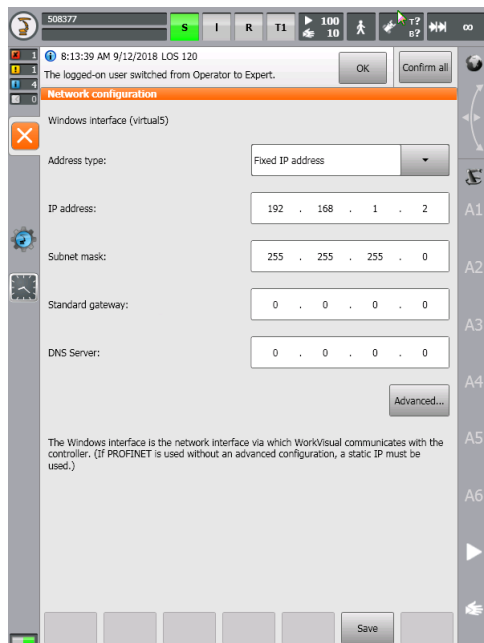 508377
S I R T1 100 10 T? B? ∞
1
1
4
0
8:13:39 AM 9/12/2018 LOS 120
The logged-on user switched from Operator to Expert.
OK
Confirm all
Network configuration
Windows interface (virtual5)
Address type: Fixed IP address
IP address: 192 . 168 . 1 . 2
Subnet mask: 255 . 255 . 255 . 0
Standard gateway: 0 . 0 . 0 . 0
DNS Server: 0 . 0 . 0 . 0
Advanced...
The Windows interface is the network interface via which WorkVisual communicates with the
controller. (If PROFINET is used without an advanced configuration, a static IP must be
used.)
Save
A1
A2
A3
A4
A5
A6